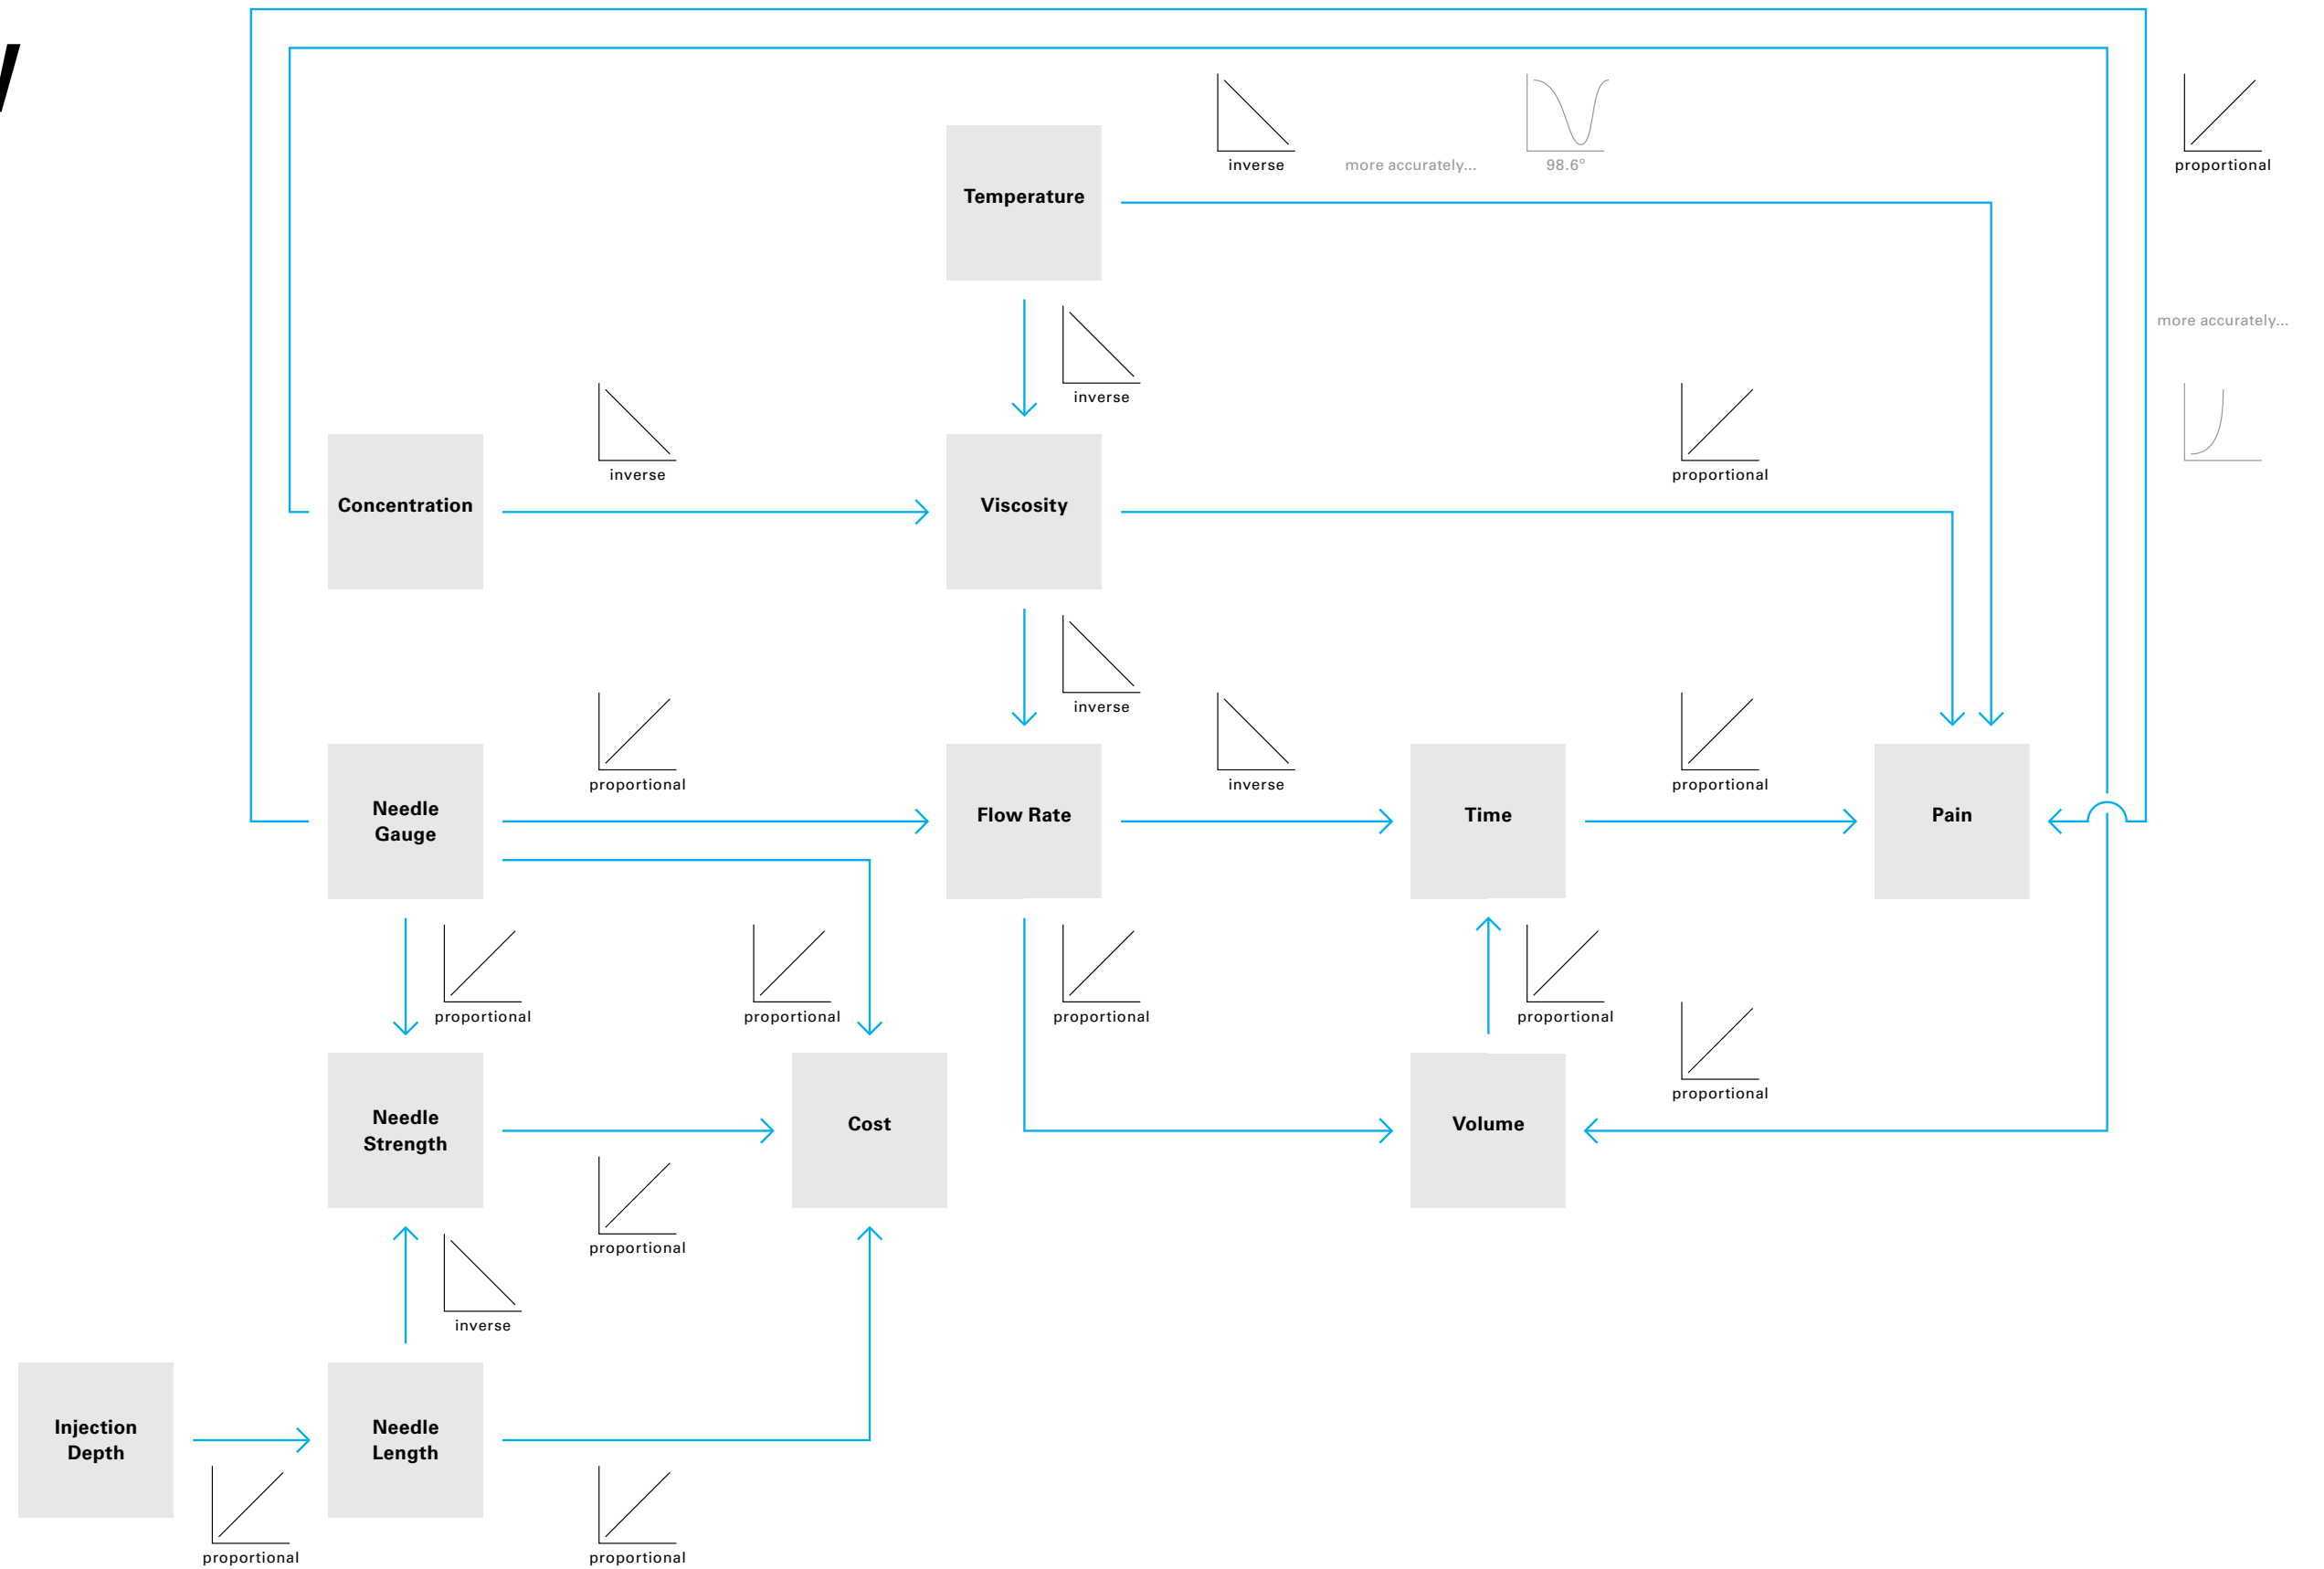 inverse
more accurately...
98.6°
proportional
Temperature
more accurately...
inverse
inverse
proportional
Concentration
Viscosity
inverse
proportional
inverse
proportional
Needle
Gauge
Flow Rate
Time
Pain
proportional
proportional
proportional
proportional
proportional
Needle
Strength
Cost
Volume
proportional
inverse
Injection
Depth
Needle
Length
proportional
proportional